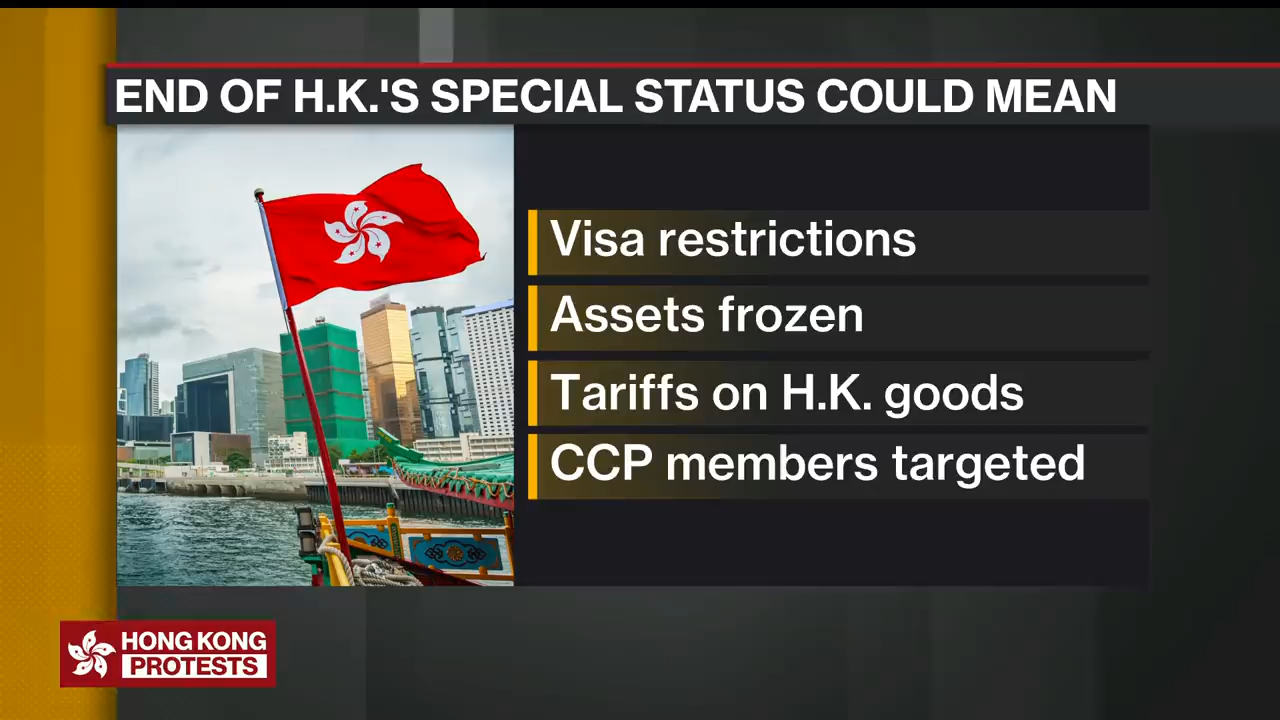 END OF H.K.'S SPECIAL STATUS COULD MEAN
Visa restrictions
Assets frozen
Tariffs on H.K. goods
CCP members targeted
HONG KONG
PROTESTS